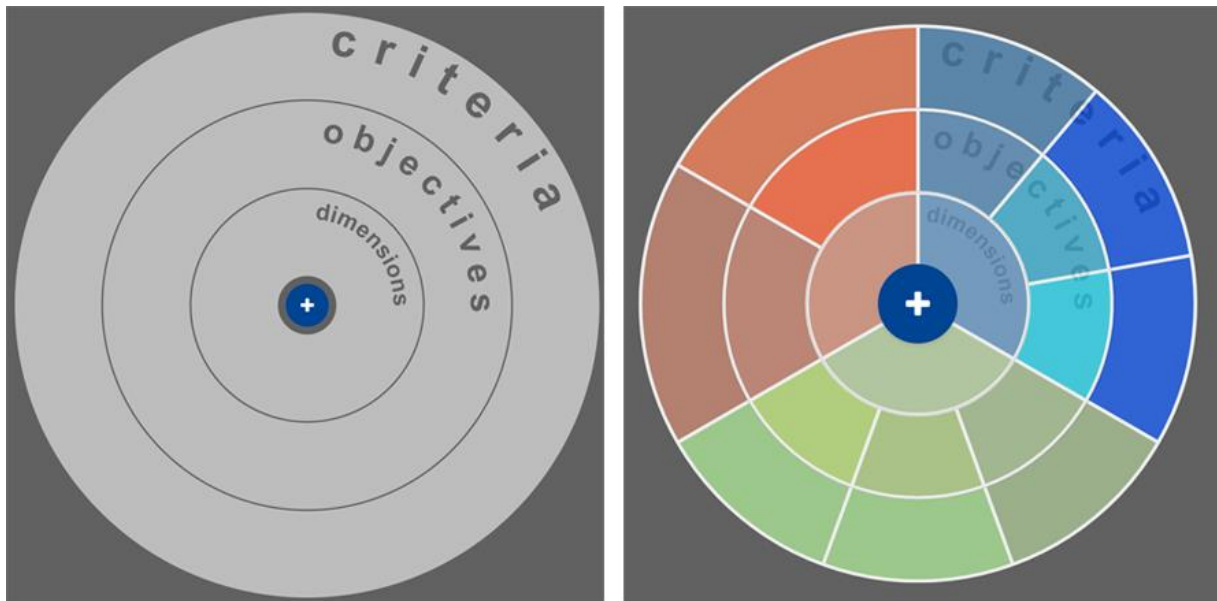 criteria
objectives
dimensions
+
criteria
objectives
dimensions
+